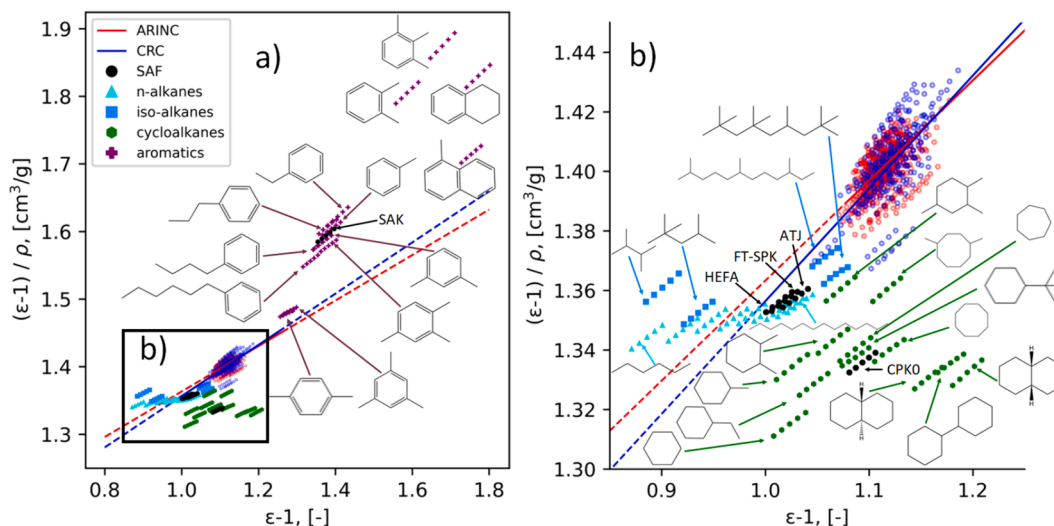 a)
ARINC
CRC
SAF
n-alkanes
iso-alkanes
cycloalkanes
aromatics
SAK
b)
1.9
1.8
1.7
1.6
1.5
1.4
1.3
(ε-1) / ρ, [cm³/g]
0.8 1.0 1.2 1.4 1.6 1.8
ε-1, [-]
b)
1.44
1.42
1.40
1.38
1.36
1.34
1.32
1.30
(ε-1) / ρ, [cm³/g]
ATJ
FT-SPK
HEFA
CPK0
H
H
H
H
0.9 1.0 1.1 1.2
ε-1, [-]